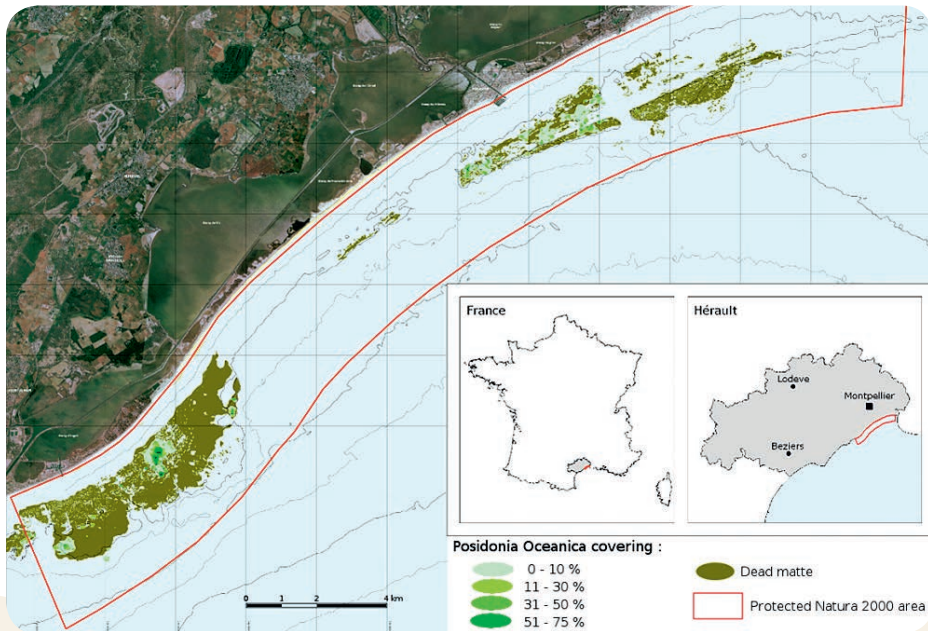 France
Hérault
Lodeve
Montpellier
Beziers
Posidonia Oceanica covering :
0 - 10 %
11 - 30 %
31 - 50 %
51 - 75 %
Dead matte
Protected Natura 2000 area
0 1 2 4 km